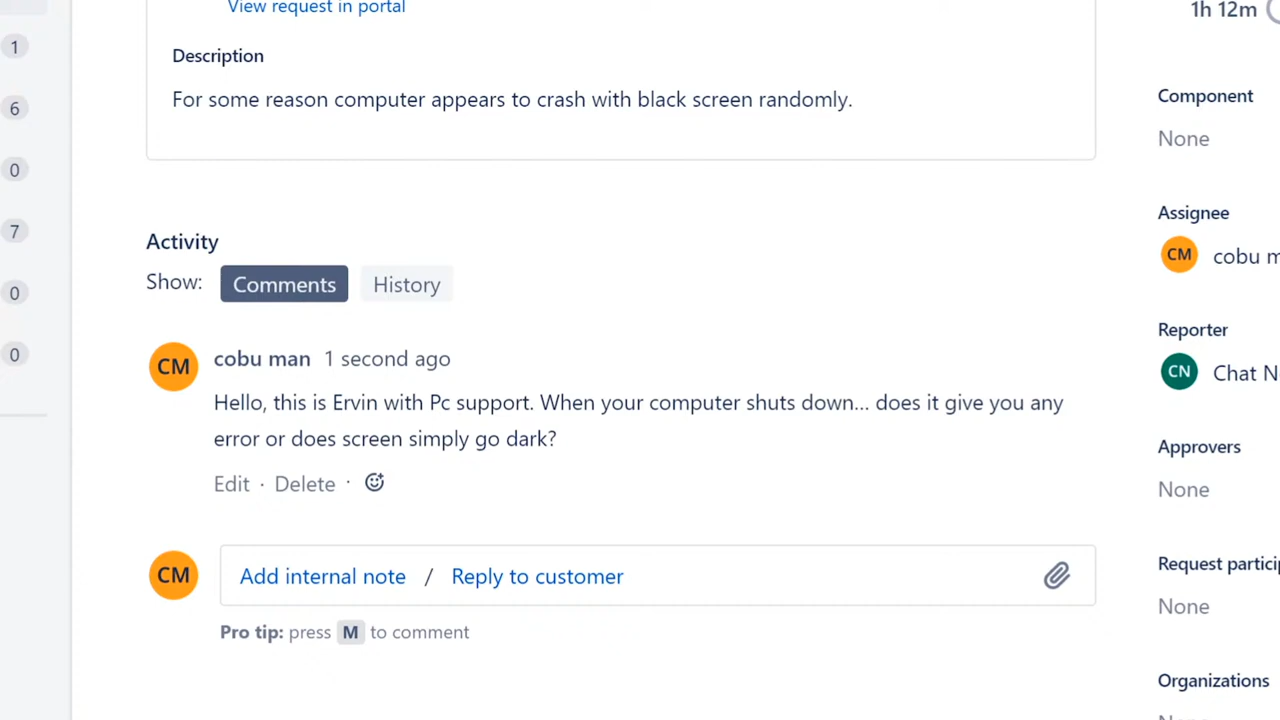 View request in portal
Description
For some reason computer appears to crash with black screen randomly.
Activity
Show: Comments History
CM cobu man 1 second ago
Hello, this is Ervin with Pc support. When your computer shuts down... does it give you any
error or does screen simply go dark?
Edit · Delete ·
CM Add internal note / Reply to customer
Pro tip: press M to comment
1
6
0
7
0
0
1h 12m
Component
None
Assignee
CM cobu m
Reporter
CN Chat N
Approvers
None
Request partici
None
Organizations